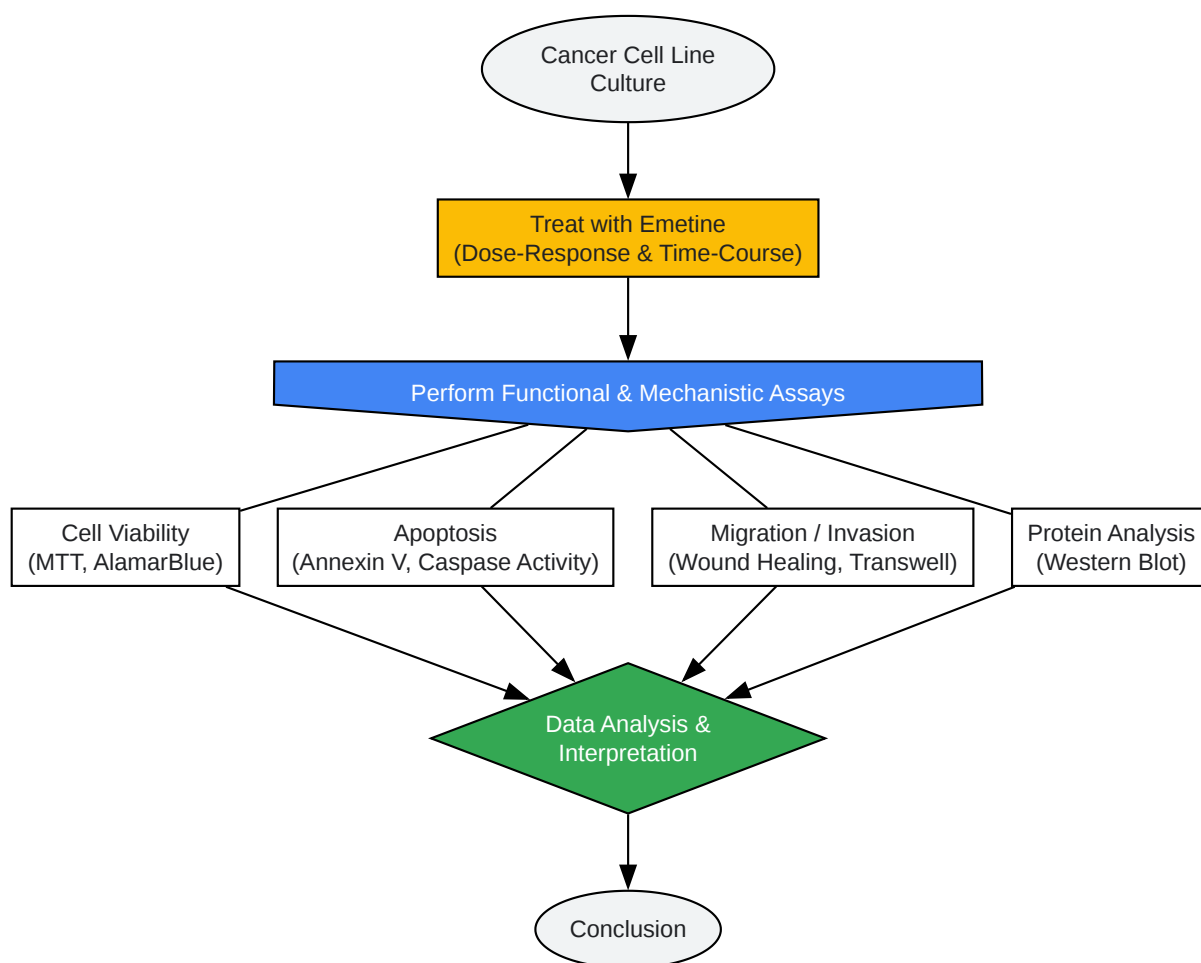 Cancer Cell Line
Culture
Treat with Emetine
(Dose-Response & Time-Course)
Perform Functional & Mechanistic Assays
Cell Viability
(MTT, AlamarBlue)
Apoptosis
(Annexin V, Caspase Activity)
Migration / Invasion
(Wound Healing, Transwell)
Protein Analysis
(Western Blot)
Data Analysis &
Interpretation
Conclusion